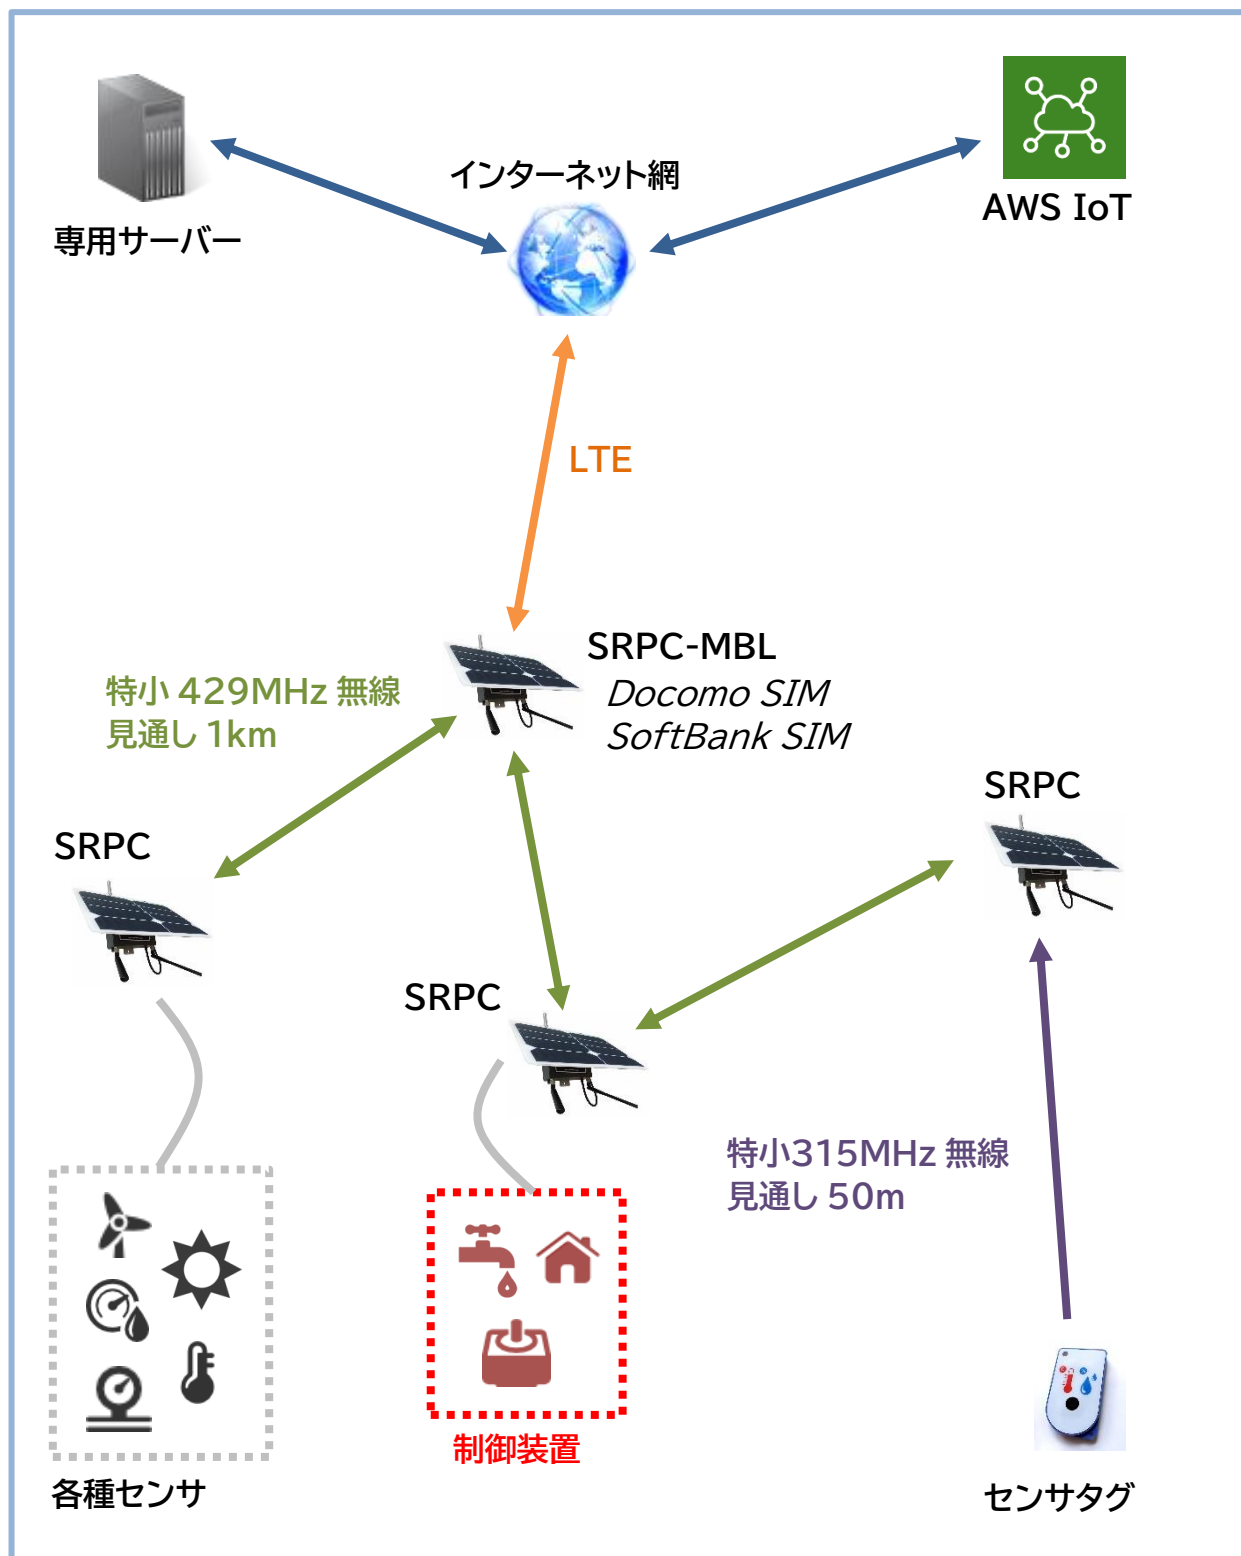 インターネット網
AWS IoT
専用サーバー
LTE
SRPC-MBL
Docomo SIM
SoftBank SIM
特小 429MHz 無線
見通し 1km
SRPC
SRPC
SRPC
特小315MHz 無線
見通し 50m
制御装置
各種センサ
センサタグ